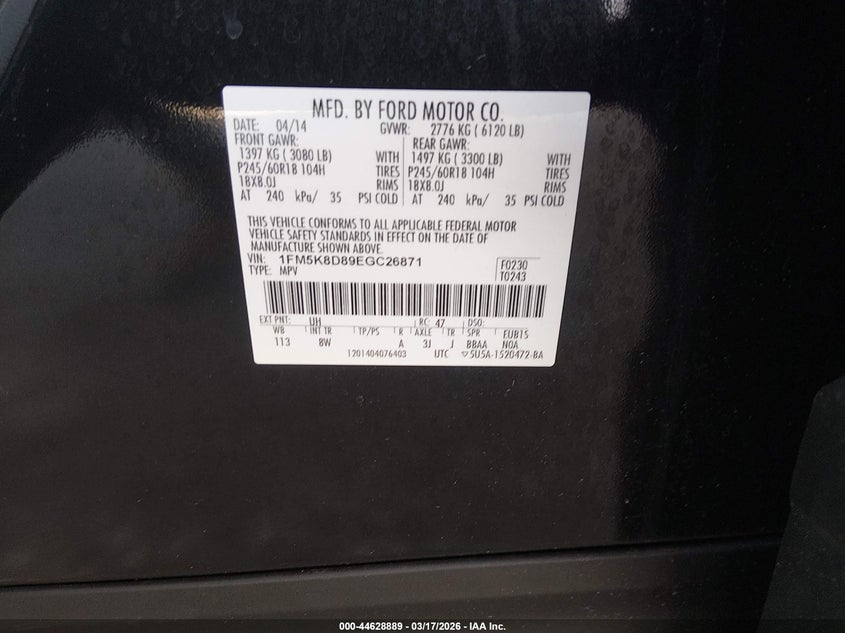 MFD. BY FORD MOTOR CO.
DATE: 04/14 GVWR: 2776 KG ( 6120 LB)
FRONT GAWR: REAR GAWR:
1397 KG ( 3080 LB) WITH 1497 KG ( 3300 LB) WITH
P245/60R18 104H TIRES P245/60R18 104H TIRES
18X8.0J RIMS 18X8.0J RIMS
AT 240 kPa/ 35 PSI COLD AT 240 kPa/ 35 PSI COLD
THIS VEHICLE CONFORMS TO ALL APPLICABLE FEDERAL MOTOR
VEHICLE SAFETY STANDARDS IN EFFECT ON THE DATE OF
MANUFACTURE SHOWN ABOVE.
VIN: 1FM5K8D89EGC26871 F0230
TYPE: MPV T0243
EXT PNT: UH RC: 47 DSO:
WB INT TR TP/PS R AXLE TR SPR EUB15
113 8W A 3J J BBAA NOA
1201404076403 UTC ▽5U5A-1520472-BA
000-44628889 - 03/17/2026 - IAA Inc.